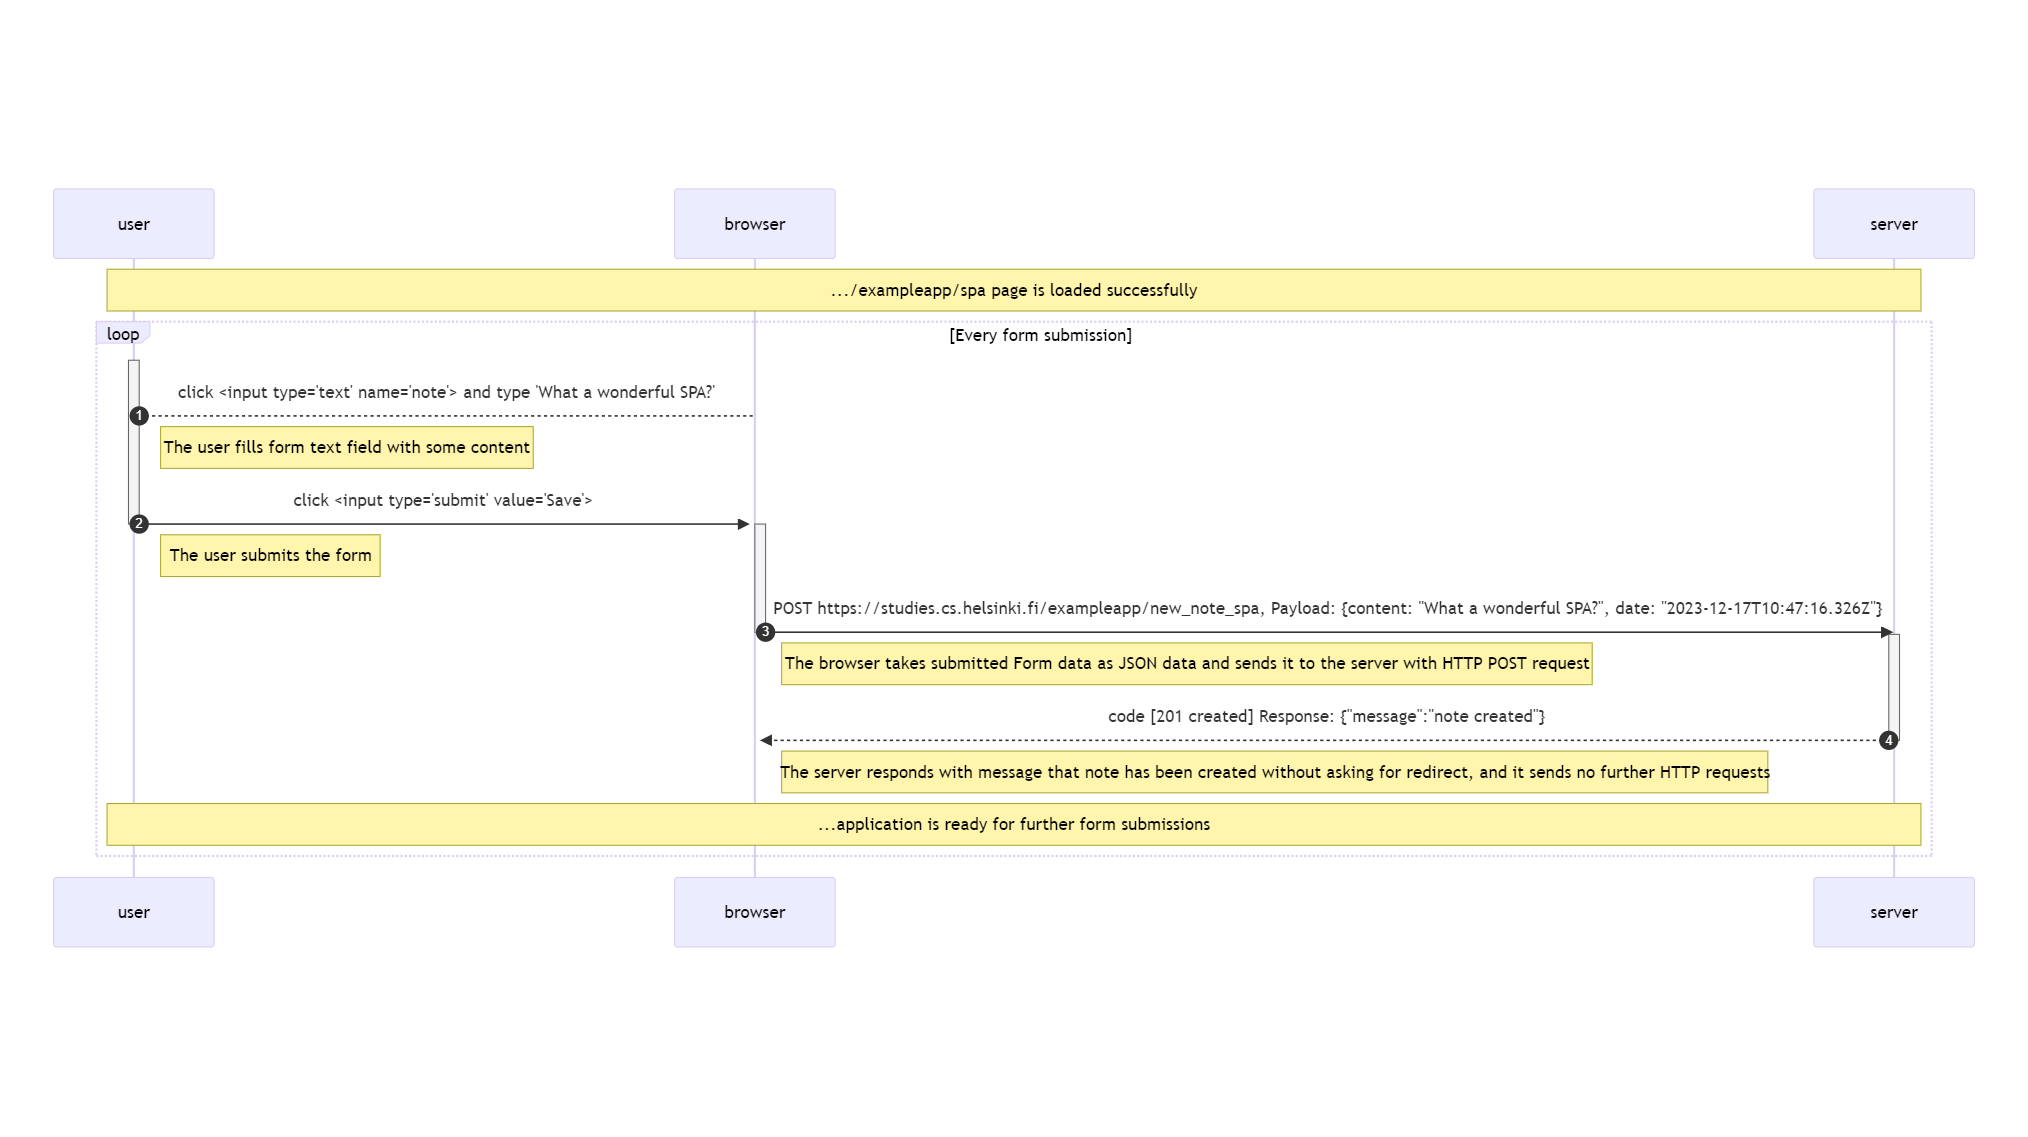 user
browser
server
.../exampleapp/spa page is loaded successfully
loop
[Every form submission]
click <input type='text' name='note'> and type 'What a wonderful SPA?'
1
The user fills form text field with some content
click <input type='submit' value='Save'>
2
The user submits the form
POST https://studies.cs.helsinki.fi/exampleapp/new_note_spa, Payload: {content: "What a wonderful SPA?", date: "2023-12-17T10:47:16.326Z"}
3
The browser takes submitted Form data as JSON data and sends it to the server with HTTP POST request
code [201 created] Response: {"message":"note created"}
4
The server responds with message that note has been created without asking for redirect, and it sends no further HTTP requests
...application is ready for further form submissions
user
browser
server